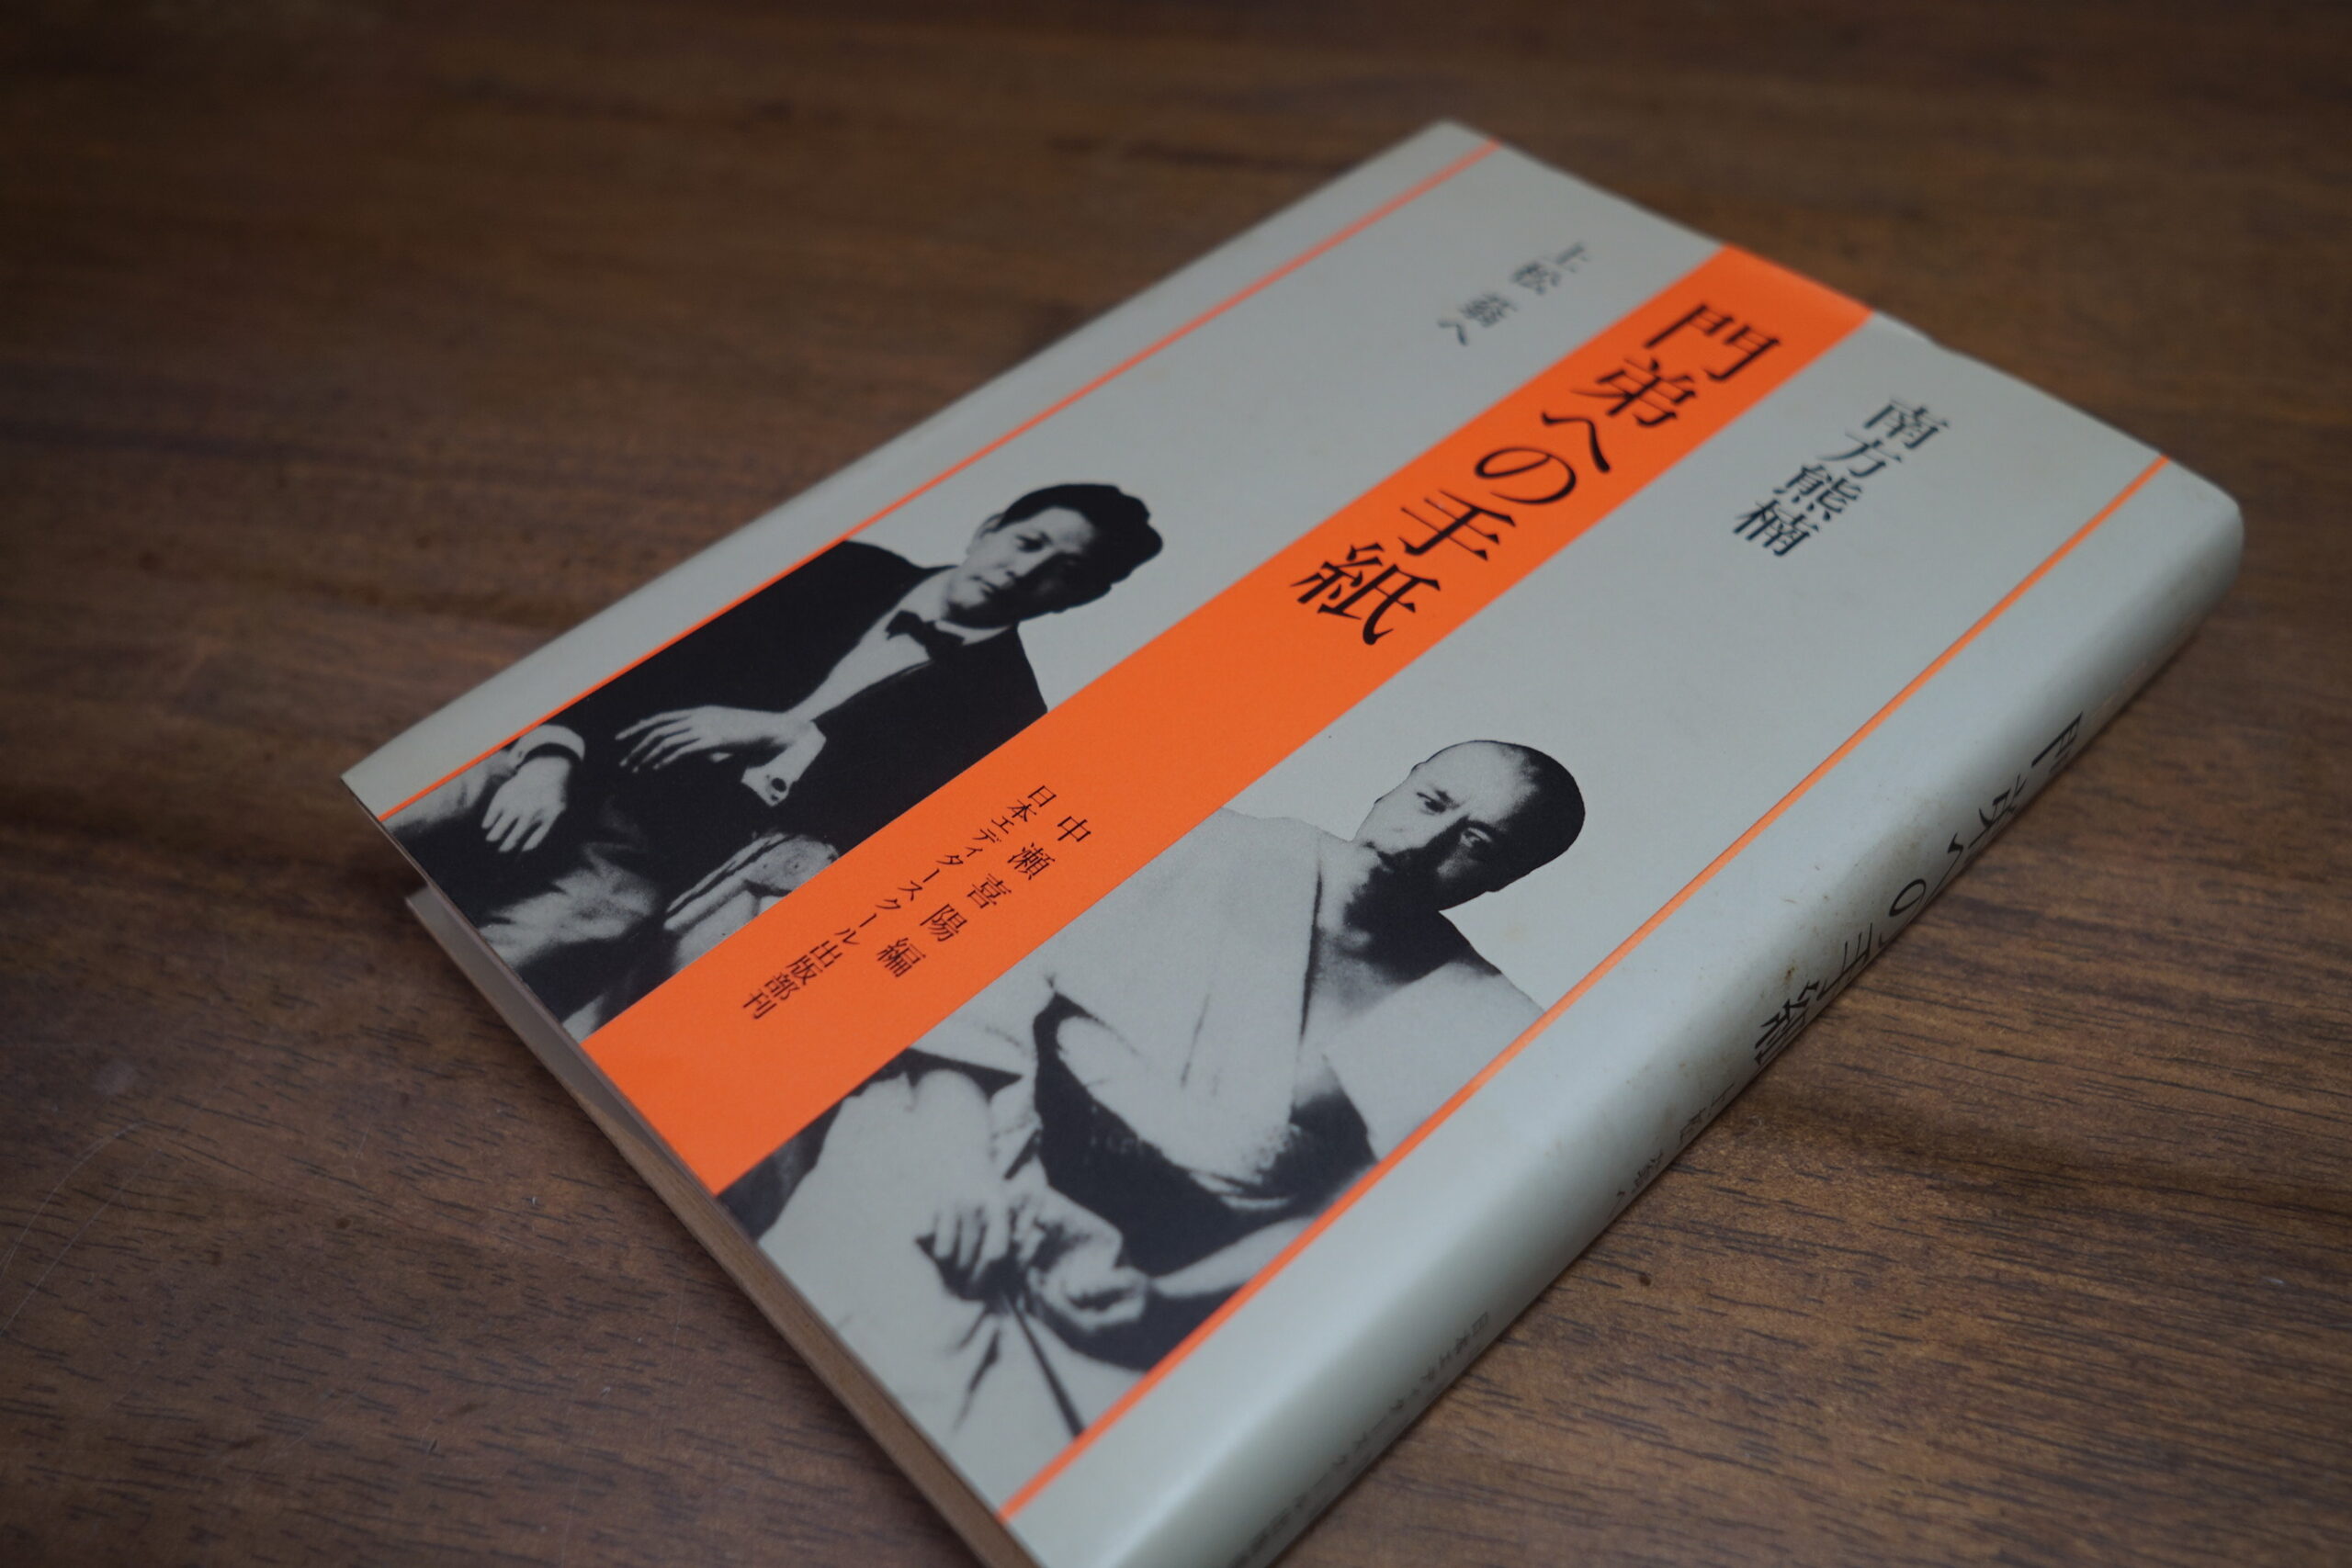 南方熊楠
門弟への手紙
上松 蓊へ
中瀬喜陽編
日本エディタースクール出版部刊
門弟への手紙